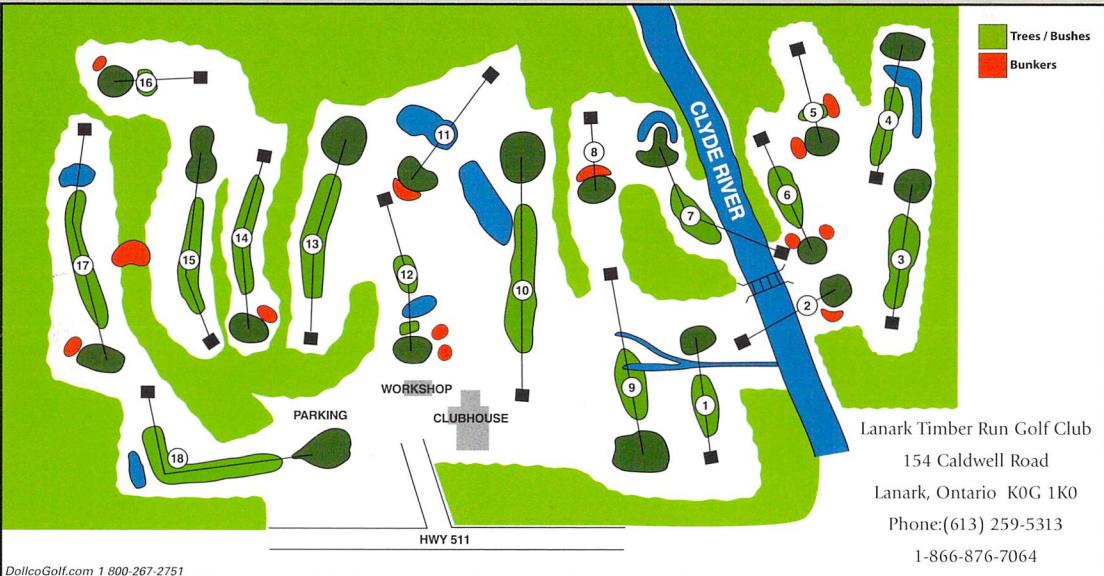 Trees / Bushes
Bunkers
16
11
5
4
8
CLYDE RIVER
6
7
17
15
14
13
12
10
3
2
9
1
WORKSHOP
CLUBHOUSE
PARKING
18
HWY 511
Lanark Timber Run Golf Club
154 Caldwell Road
Lanark, Ontario K0G 1K0
Phone:(613) 259-5313
1-866-876-7064
DollcoGolf.com 1 800-267-2751